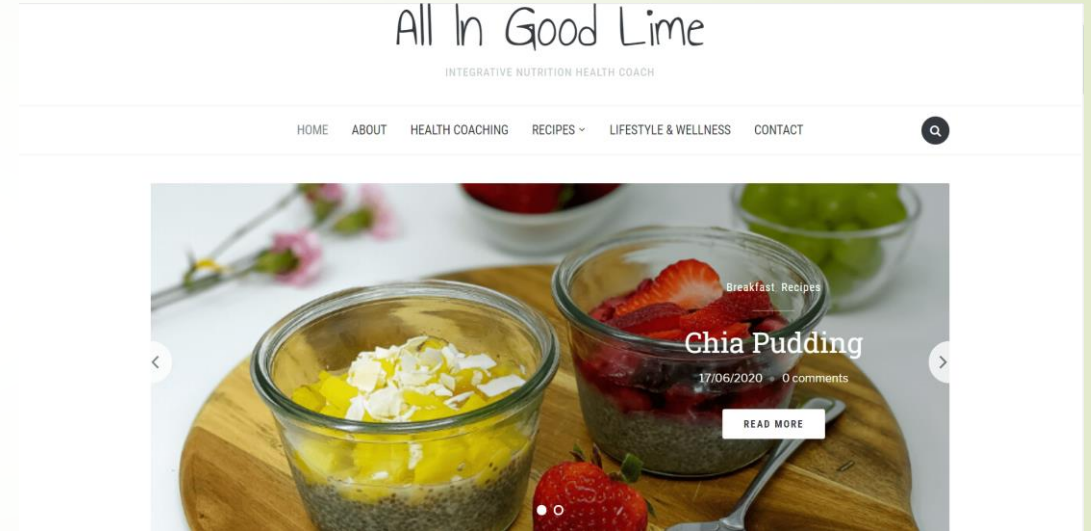 All In Good Lime
INTEGRATIVE NUTRITION HEALTH COACH
HOME ABOUT HEALTH COACHING RECIPES LIFESTYLE & WELLNESS CONTACT
Breakfast Recipes
Chia Pudding
17/06/2020 0 comments
READ MORE